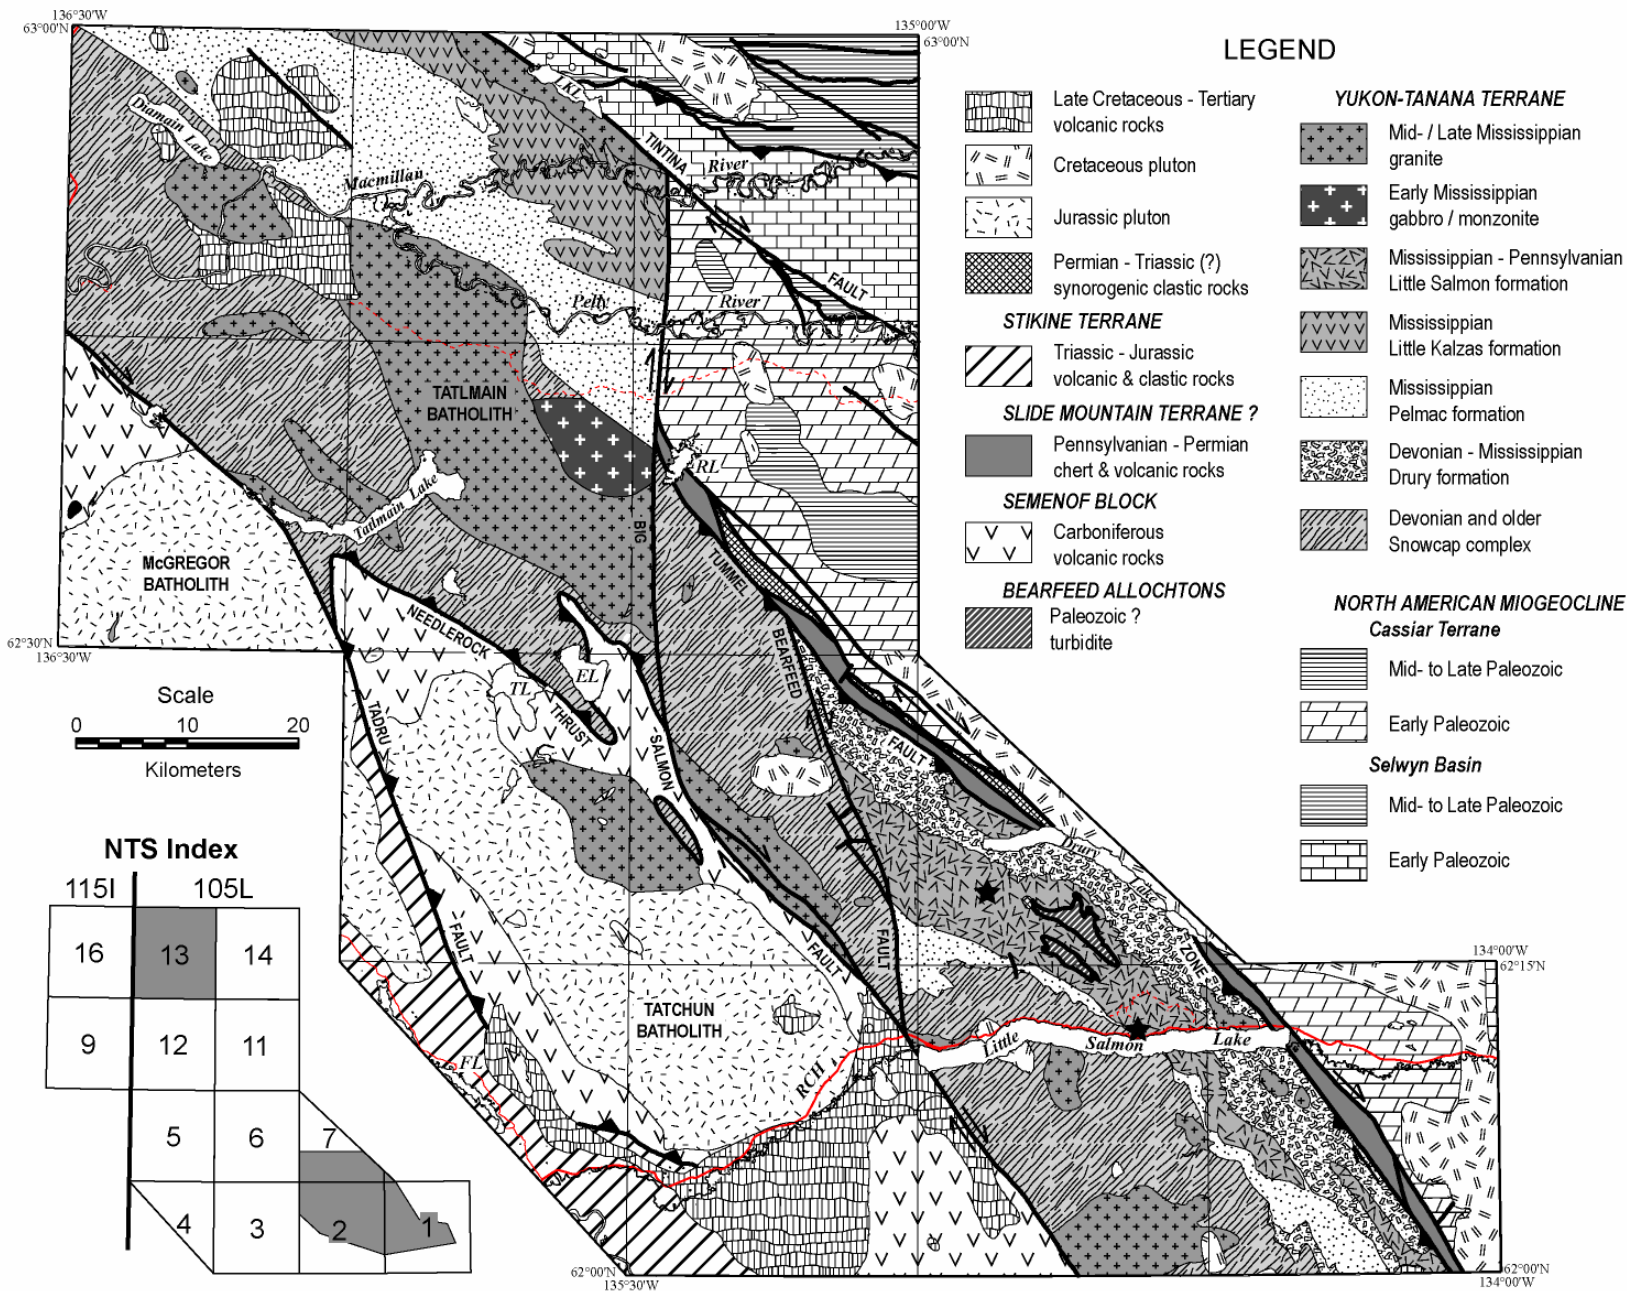 136°30'W
63°00'N
135°00'W
63°00'N
Diamain Lake
LKL
TINTINA
River
Macmillan
FAULT
Pelly
River
TATLMAIN
BATHOLITH
RL
Tatlmain Lake
BIG
McGREGOR
BATHOLITH
TUMMEL
62°30'N
136°30'W
NEEDLEROCK
BEARFEED
TL
EL
THRUST
TADRU
SALMON
FAULT
Drury
Lake
FAULT
FAULT
FAULT
ZONE
134°00'W
62°15'N
TATCHUN
BATHOLITH
FL
RCH
Little
Salmon
Lake
62°00'N
135°30'W
62°00'N
134°00'W
Scale
0 10 20
Kilometers
NTS Index
115I 105L
16 13 14
9 12 11
5 6 7
4 3 2 1
LEGEND
Late Cretaceous - Tertiary
volcanic rocks
Cretaceous pluton
Jurassic pluton
Permian - Triassic (?)
synorogenic clastic rocks
STIKINE TERRANE
Triassic - Jurassic
volcanic & clastic rocks
SLIDE MOUNTAIN TERRANE ?
Pennsylvanian - Permian
chert & volcanic rocks
SEMENOF BLOCK
Carboniferous
volcanic rocks
BEARFEED ALLOCHTONS
Paleozoic ?
turbidite
YUKON-TANANA TERRANE
Mid- / Late Mississippian
granite
Early Mississippian
gabbro / monzonite
Mississippian - Pennsylvanian
Little Salmon formation
Mississippian
Little Kalzas formation
Mississippian
Pelmac formation
Devonian - Mississippian
Drury formation
Devonian and older
Snowcap complex
NORTH AMERICAN MIOGEOCLINE
Cassiar Terrane
Mid- to Late Paleozoic
Early Paleozoic
Selwyn Basin
Mid- to Late Paleozoic
Early Paleozoic